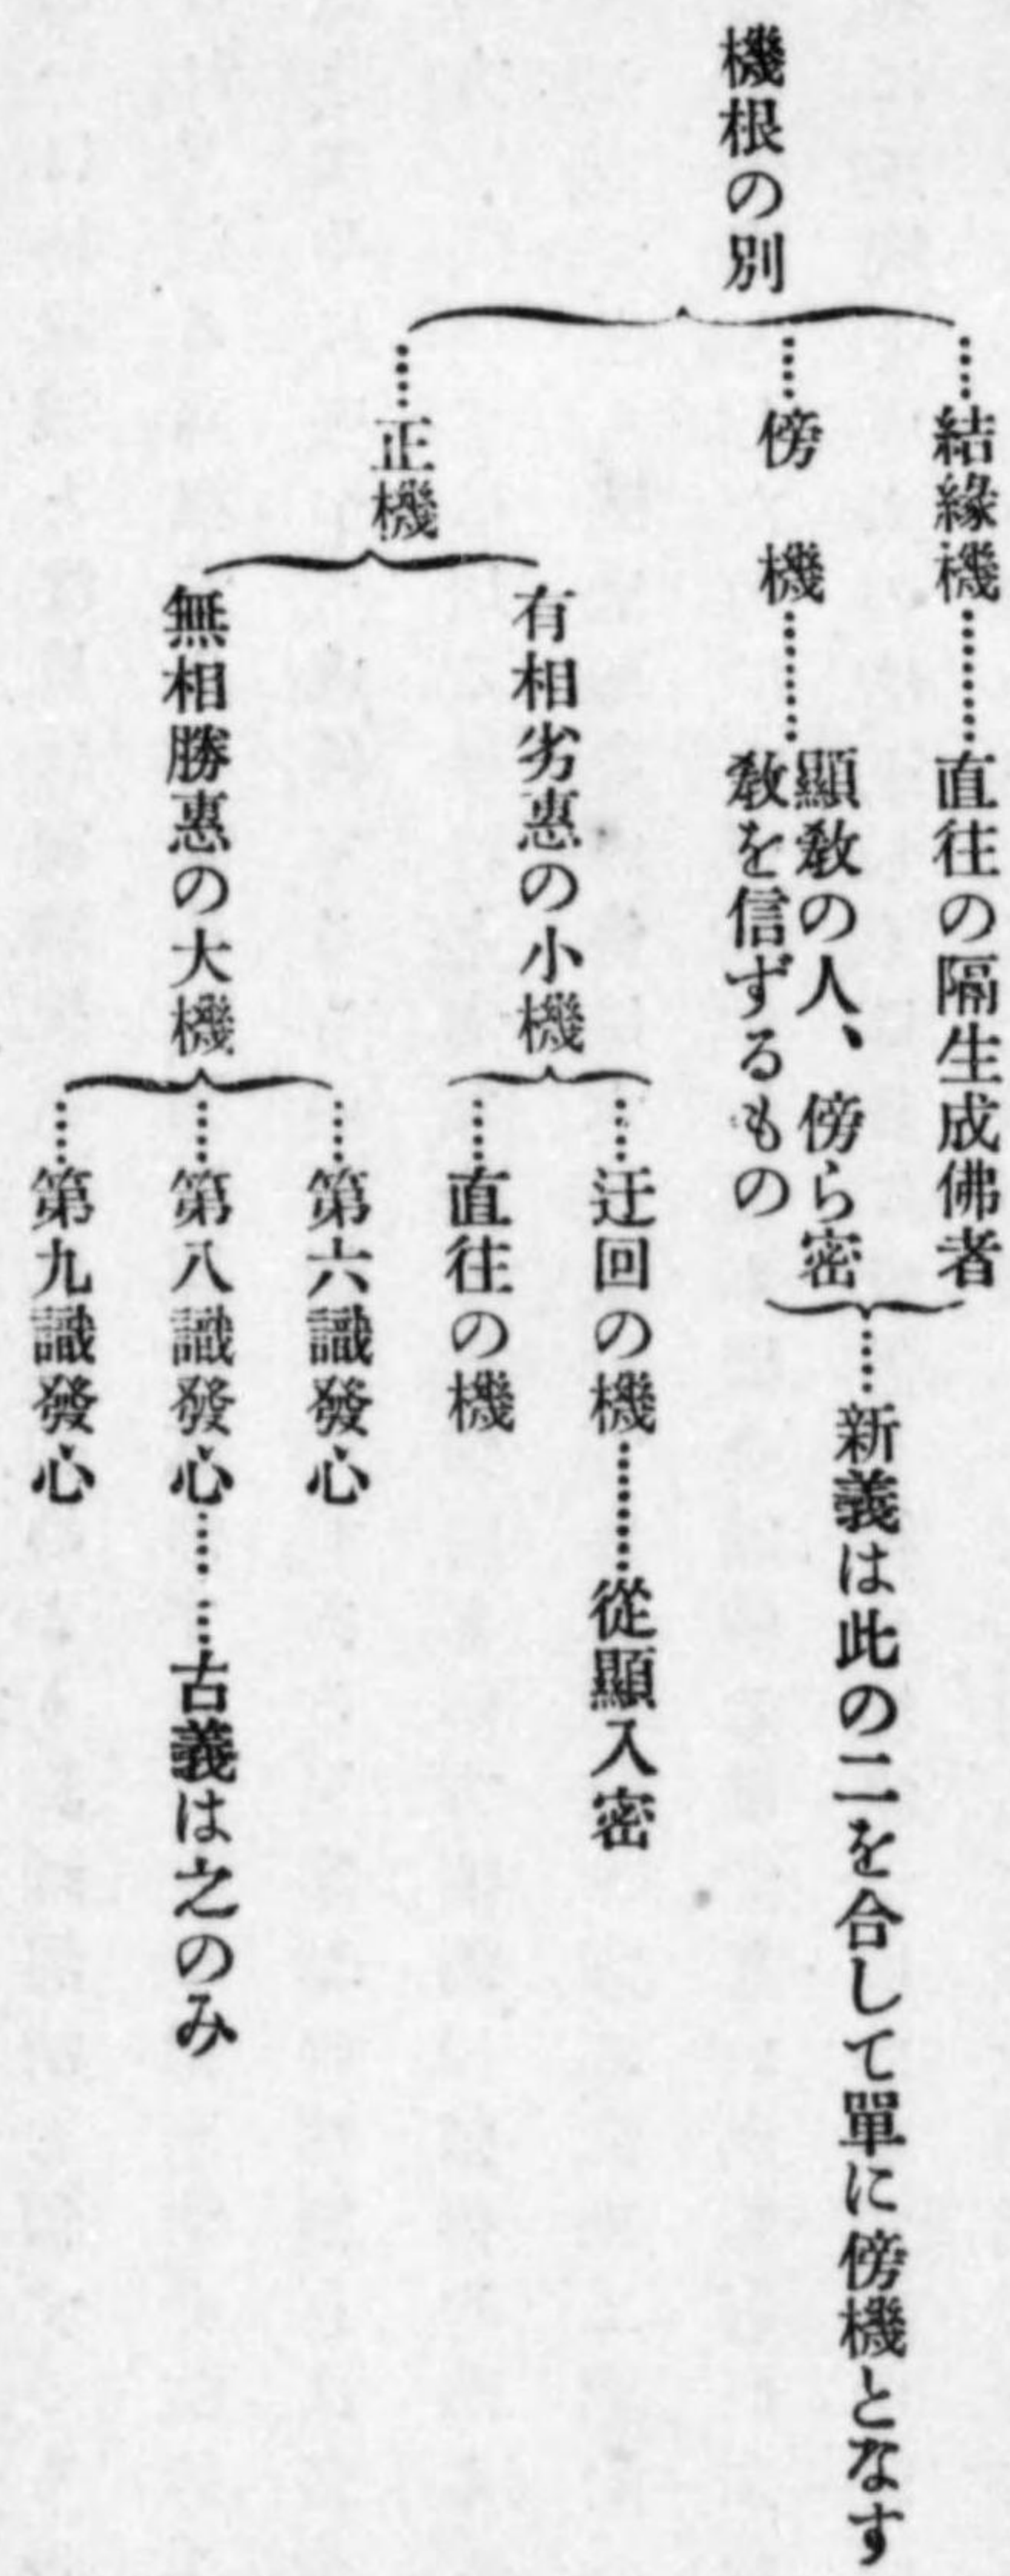 機根の別
結緣機……直往の隔生成佛者
傍機……顯敎の人、傍ら密
敎を信ずるもの
……新義は此の二を合して單に傍機となす
正機
有相劣惠の小機
迂回の機……從顯入密
直往の機
無相勝惠の大機
第六識發心
第八識發心……古義は之のみ
第九識發心